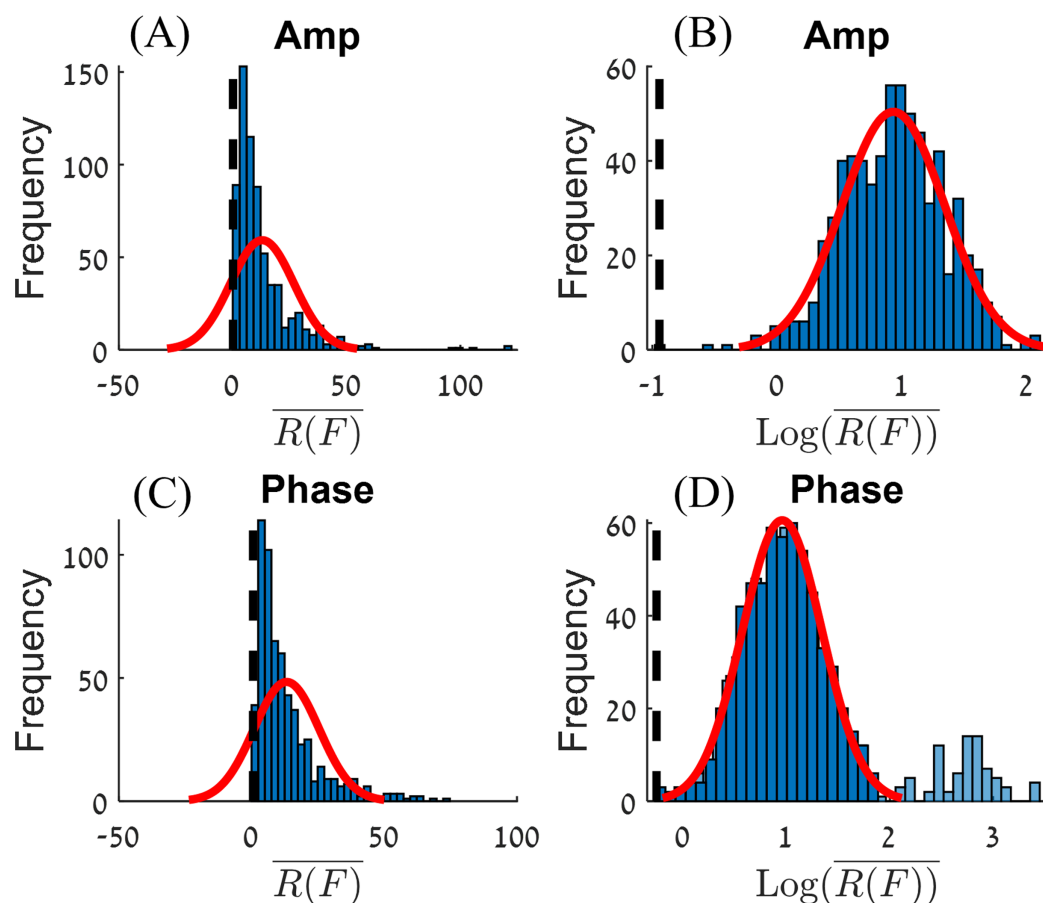 (A) Amp
150
100
50
0
Frequency
-50 0 50 100
R(F)
(B) Amp
60
40
20
0
Frequency
-1 0 1 2
Log(R(F))
(C) Phase
100
50
0
Frequency
-50 0 50 100
R(F)
(D) Phase
60
40
20
0
Frequency
0 1 2 3
Log(R(F))